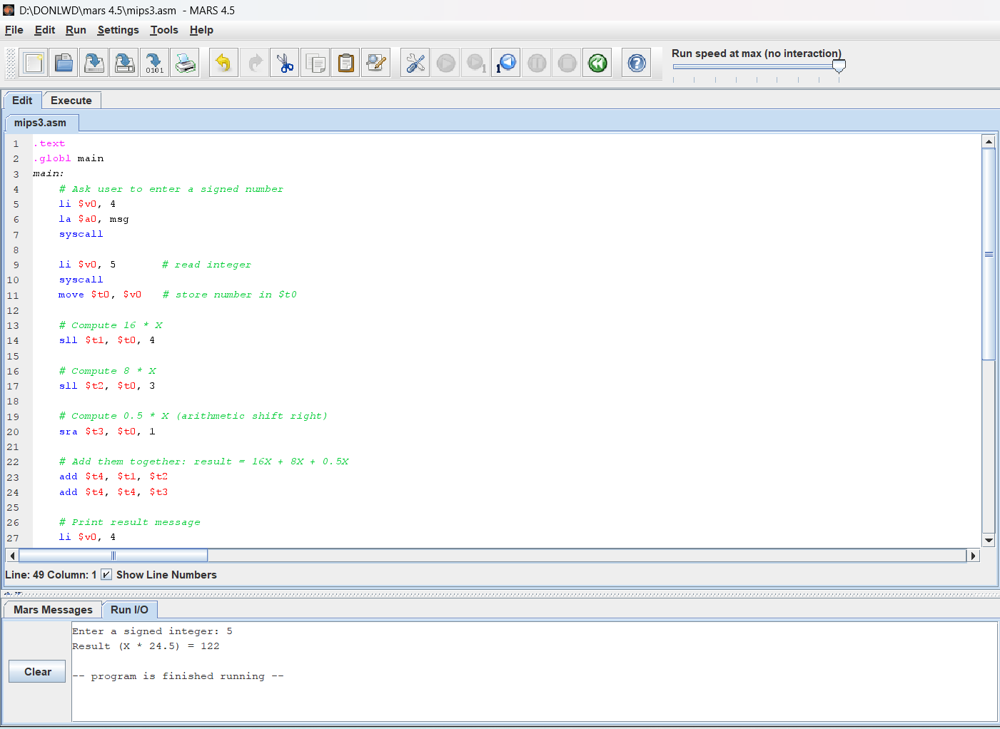 D:\DONLWD\mars 4.5\mips3.asm - MARS 4.5
File Edit Run Settings Tools Help
Run speed at max (no interaction)
Edit Execute
mips3.asm
1 .text
2 .globl main
3 main:
4 # Ask user to enter a signed number
5 li $v0, 4
6 la $a0, msg
7 syscall
8
9 li $v0, 5 # read integer
10 syscall
11 move $t0, $v0 # store number in $t0
12
13 # Compute 16 * X
14 sll $t1, $t0, 4
15
16 # Compute 8 * X
17 sll $t2, $t0, 3
18
19 # Compute 0.5 * X (arithmetic shift right)
20 sra $t3, $t0, 1
21
22 # Add them together: result = 16X + 8X + 0.5X
23 add $t4, $t1, $t2
24 add $t4, $t4, $t3
25
26 # Print result message
27 li $v0, 4
Line: 49 Column: 1 Show Line Numbers
Mars Messages Run I/O
Enter a signed integer: 5
Result (X * 24.5) = 122
Clear
-- program is finished running --